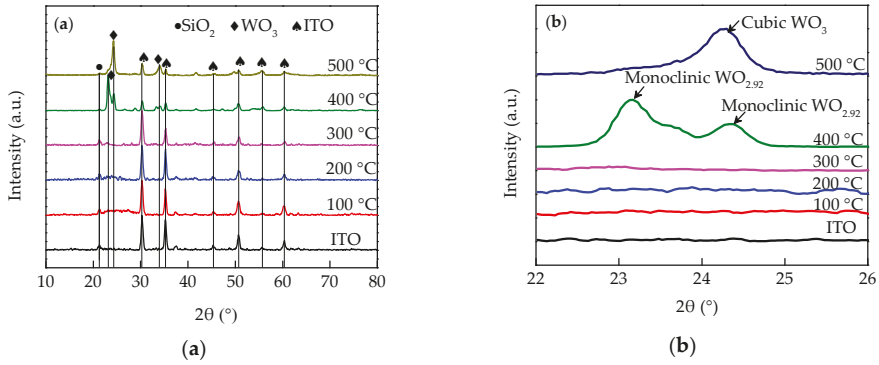 (a)
● SiO₂ ♦ WO₃ ♠ ITO
500 °C
400 °C
300 °C
200 °C
100 °C
ITO
Intensity (a.u.)
10 20 30 40 50 60 70 80
2θ (°)
(a)
(b)
Cubic WO₃
500 °C
Monoclinic WO₂.₉₂
Monoclinic WO₂.₉₂
400 °C
300 °C
200 °C
100 °C
ITO
Intensity (a.u.)
22 23 24 25 26
2θ (°)
(b)